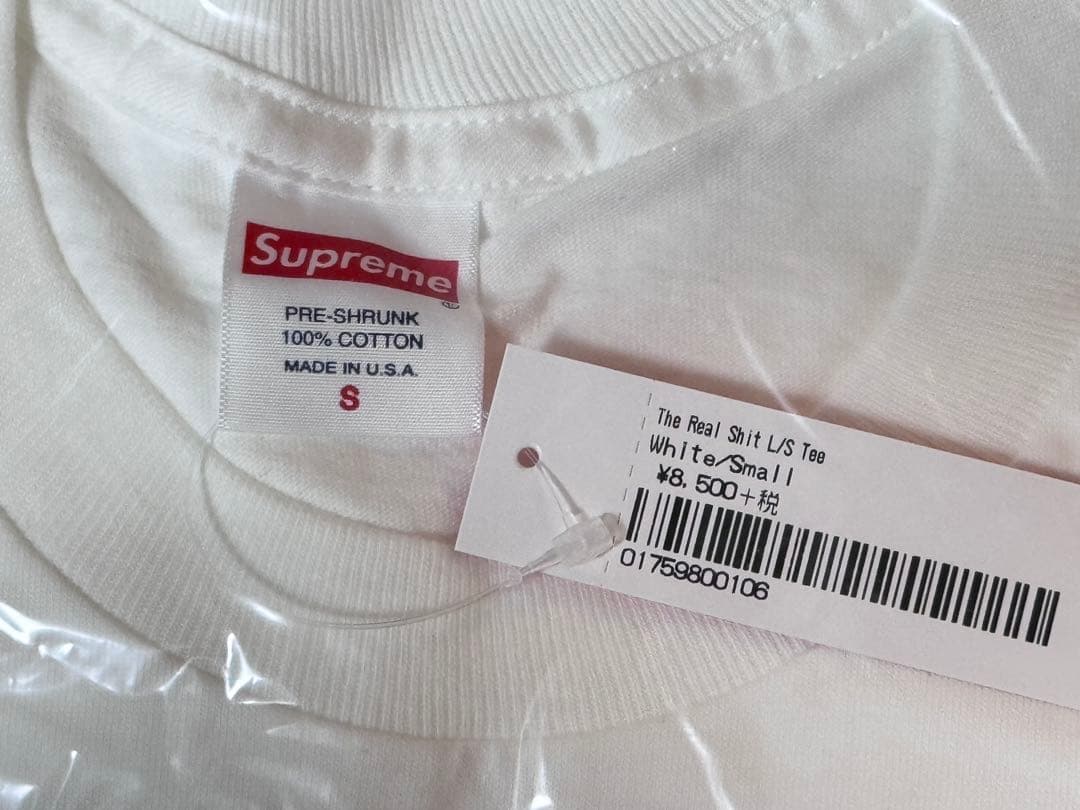 Supreme®
PRE-SHRUNK
100% COTTON
MADE IN U.S.A.
S
The Real Shit L/S Tee
White/Small
¥8,500+税
01759800106